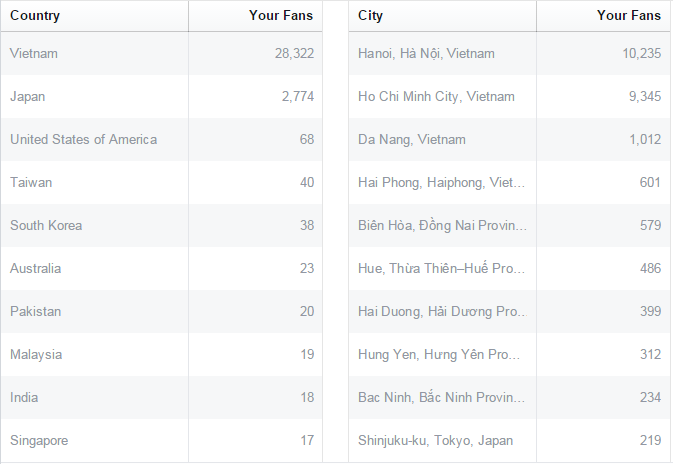 Country Your Fans
Vietnam 28,322
Japan 2,774
United States of America 68
Taiwan 40
South Korea 38
Australia 23
Pakistan 20
Malaysia 19
India 18
Singapore 17
City Your Fans
Hanoi, Hà Nội, Vietnam 10,235
Ho Chi Minh City, Vietnam 9,345
Da Nang, Vietnam 1,012
Hai Phong, Haiphong, Viet... 601
Biên Hòa, Đồng Nai Provin... 579
Hue, Thừa Thiên–Huế Pro... 486
Hai Duong, Hải Dương Pro... 399
Hung Yen, Hưng Yên Pro... 312
Bac Ninh, Bắc Ninh Provin... 234
Shinjuku-ku, Tokyo, Japan 219